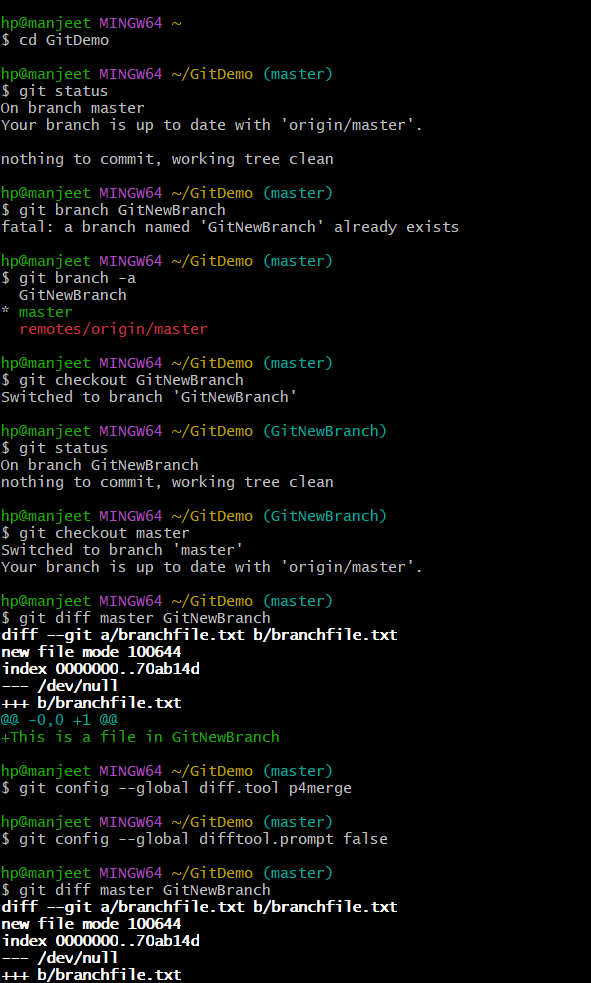 hp@manjeet MINGW64 ~
$ cd GitDemo
hp@manjeet MINGW64 ~/GitDemo (master)
$ git status
On branch master
Your branch is up to date with 'origin/master'.
nothing to commit, working tree clean
hp@manjeet MINGW64 ~/GitDemo (master)
$ git branch GitNewBranch
fatal: a branch named 'GitNewBranch' already exists
hp@manjeet MINGW64 ~/GitDemo (master)
$ git branch -a
  GitNewBranch
* master
  remotes/origin/master
hp@manjeet MINGW64 ~/GitDemo (master)
$ git checkout GitNewBranch
Switched to branch 'GitNewBranch'
hp@manjeet MINGW64 ~/GitDemo (GitNewBranch)
$ git status
On branch GitNewBranch
nothing to commit, working tree clean
hp@manjeet MINGW64 ~/GitDemo (GitNewBranch)
$ git checkout master
Switched to branch 'master'
Your branch is up to date with 'origin/master'.
hp@manjeet MINGW64 ~/GitDemo (master)
$ git diff master GitNewBranch
diff --git a/branchfile.txt b/branchfile.txt
new file mode 100644
index 0000000..70ab14d
--- /dev/null
+++ b/branchfile.txt
@@ -0,0 +1 @@
+This is a file in GitNewBranch
hp@manjeet MINGW64 ~/GitDemo (master)
$ git config --global diff.tool p4merge
hp@manjeet MINGW64 ~/GitDemo (master)
$ git config --global difftool.prompt false
hp@manjeet MINGW64 ~/GitDemo (master)
$ git diff master GitNewBranch
diff --git a/branchfile.txt b/branchfile.txt
new file mode 100644
index 0000000..70ab14d
--- /dev/null
+++ b/branchfile.txt